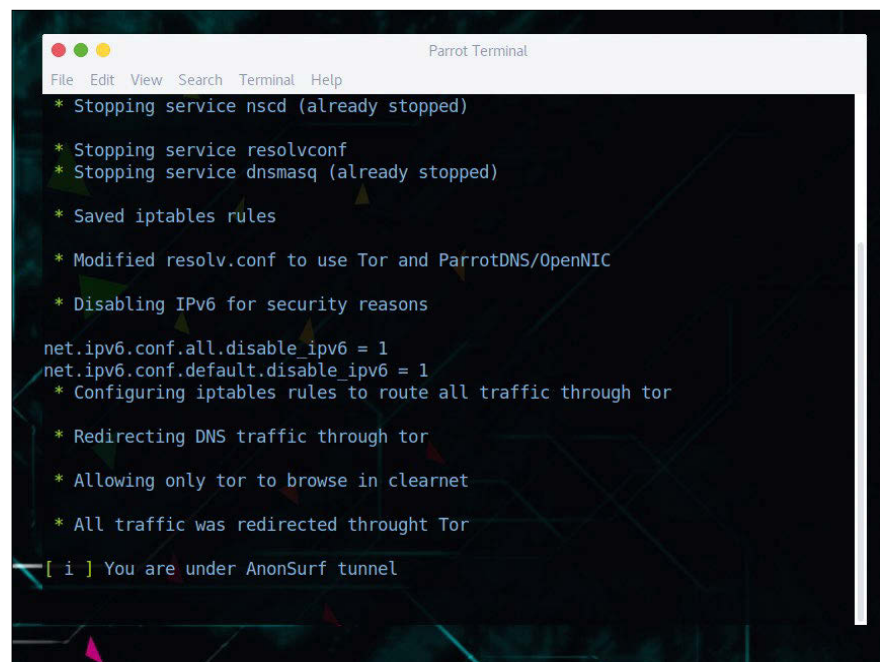 Parrot Terminal
File Edit View Search Terminal Help
* Stopping service nscd (already stopped)
* Stopping service resolvconf
* Stopping service dnsmasq (already stopped)
* Saved iptables rules
* Modified resolv.conf to use Tor and ParrotDNS/OpenNIC
* Disabling IPv6 for security reasons
net.ipv6.conf.all.disable_ipv6 = 1
net.ipv6.conf.default.disable_ipv6 = 1
* Configuring iptables rules to route all traffic through tor
* Redirecting DNS traffic through tor
* Allowing only tor to browse in clearnet
* All traffic was redirected throught Tor
[ i ] You are under AnonSurf tunnel